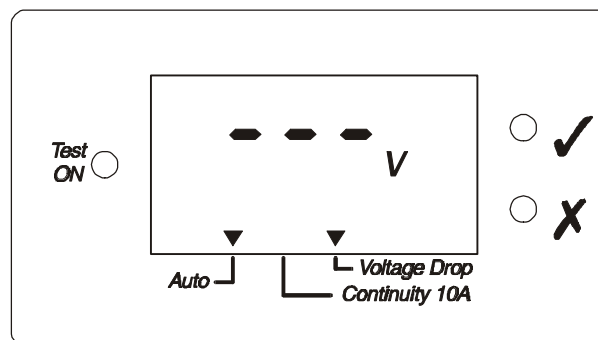 - - -
V
Test
ON
✓
✗
Auto
Voltage Drop
Continuity 10A